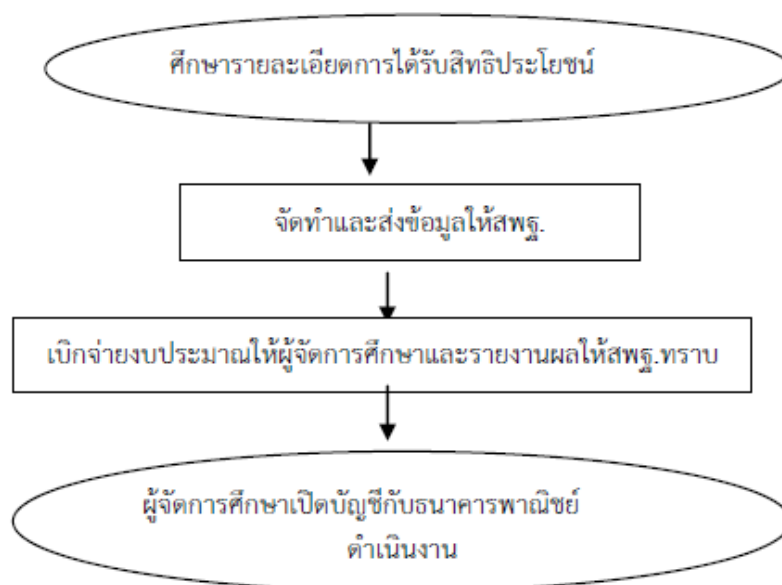 ศึกษารายละเอียดการได้รับสิทธิประโยชน์
จัดทำและส่งข้อมูลให้สพฐ.
เบิกจ่ายงบประมาณให้ผู้จัดการศึกษาและรายงานผลให้สพฐ.ทราบ
ผู้จัดการศึกษาเปิดบัญชีกับธนาคารพาณิชย์
ดำเนินงาน